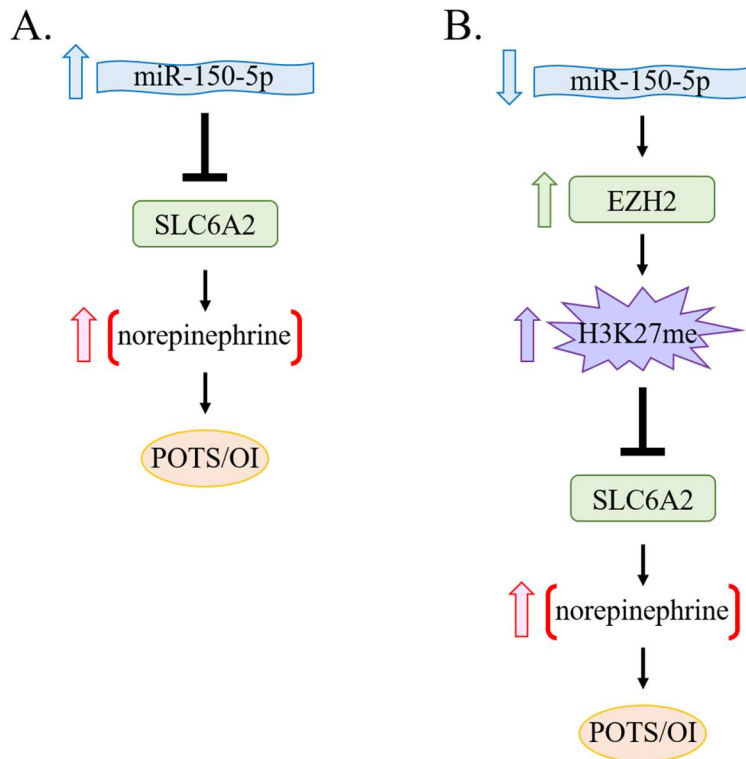 A.
miR-150-5p
SLC6A2
norepinephrine
POTS/OI
B.
miR-150-5p
EZH2
H3K27me
SLC6A2
norepinephrine
POTS/OI